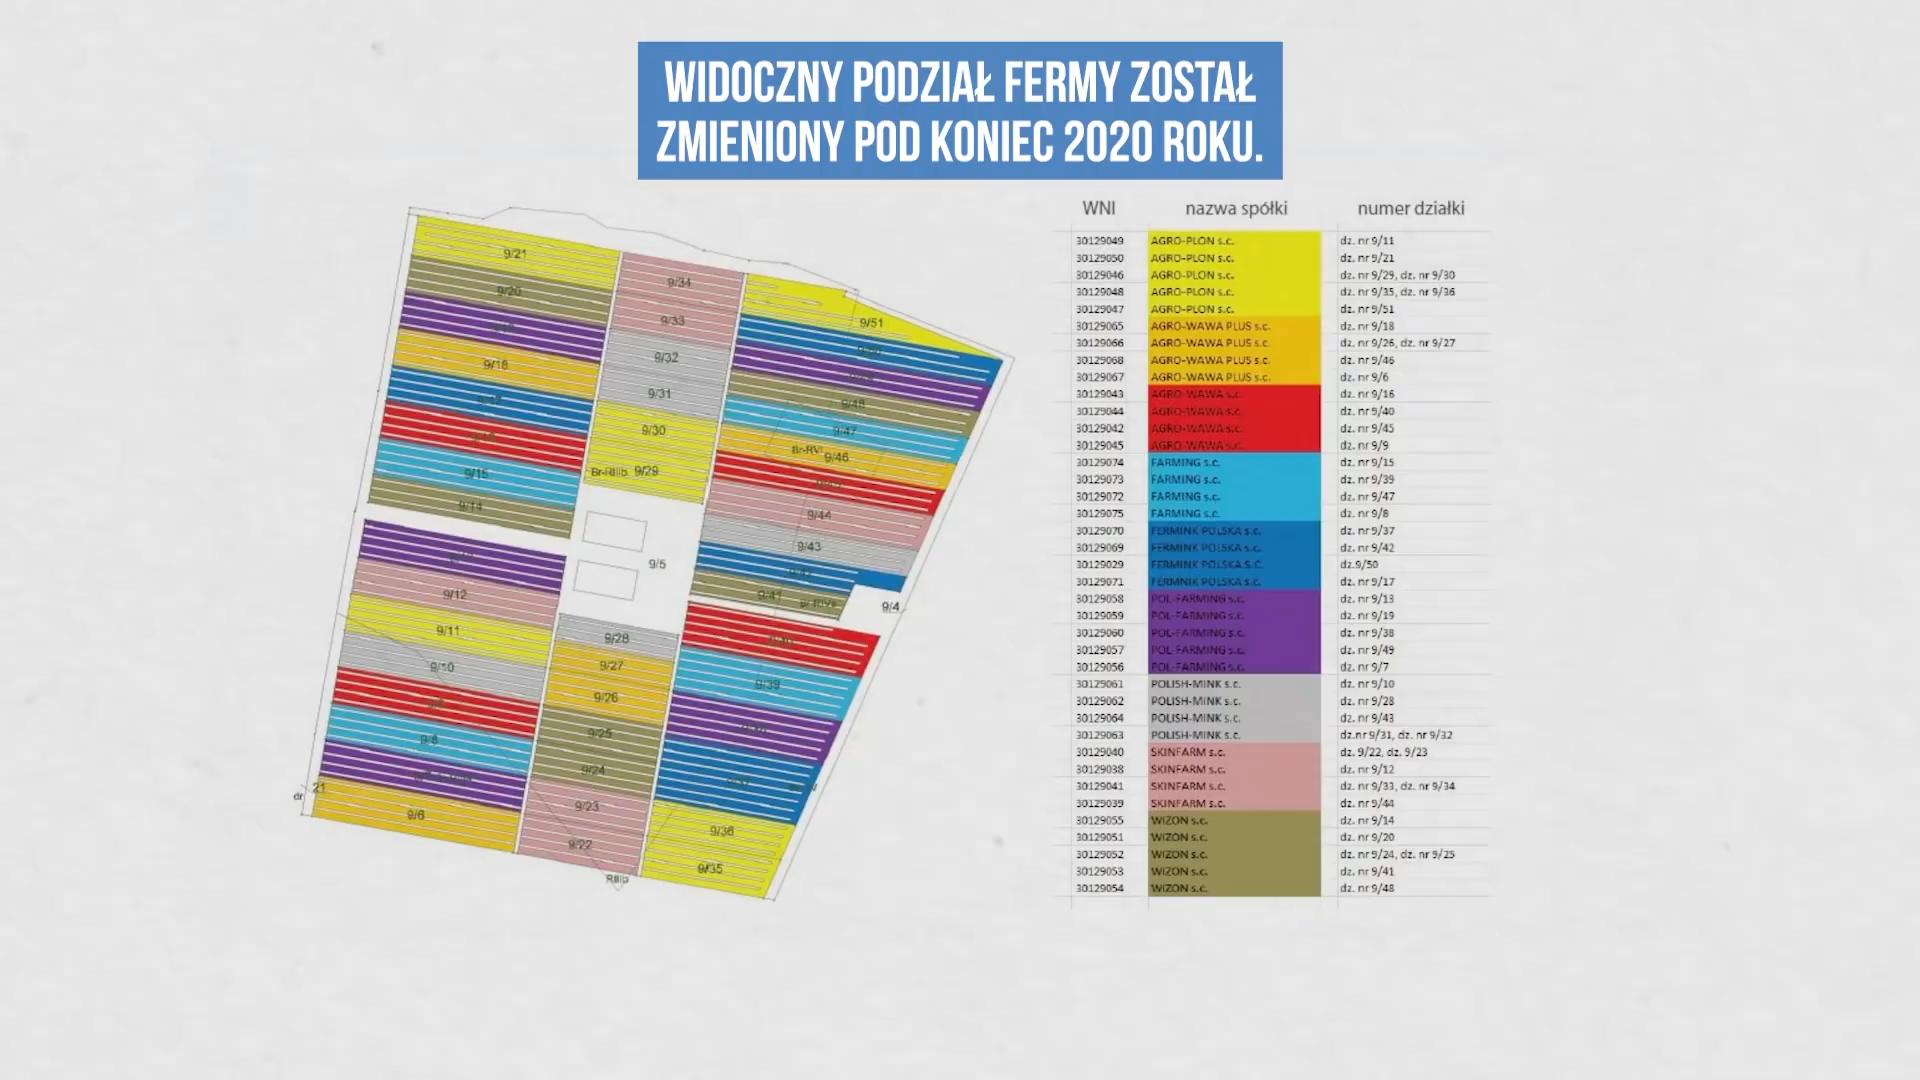 WIDOCZNY PODZIAŁ FERMY ZOSTAŁ
ZMIENIONY POD KONIEC 2020 ROKU.
WNI nazwa spółki numer działki
30129049 AGRO-PLON s.c. dz. nr 9/11
30129050 AGRO-PLON s.c. dz. nr 9/21
30129046 AGRO-PLON s.c. dz. nr 9/29, dz. nr 9/30
30129048 AGRO-PLON s.c. dz. nr 9/35, dz. nr 9/36
30129047 AGRO-PLON s.c. dz. nr 9/51
30129065 AGRO-WAWA PLUS s.c. dz. nr 9/18
30129066 AGRO-WAWA PLUS s.c. dz. nr 9/26, dz. nr 9/27
30129068 AGRO-WAWA PLUS s.c. dz. nr 9/46
30129067 AGRO-WAWA PLUS s.c. dz. nr 9/6
30129043 AGRO-WAWA s.c. dz. nr 9/16
30129044 AGRO-WAWA s.c. dz. nr 9/40
30129042 AGRO-WAWA s.c. dz. nr 9/45
30129045 AGRO-WAWA s.c. dz. nr 9/9
30129074 FARMING s.c. dz. nr 9/15
30129073 FARMING s.c. dz. nr 9/39
30129072 FARMING s.c. dz. nr 9/47
30129075 FARMING s.c. dz. nr 9/8
30129070 FERMINK POLSKA s.c. dz. nr 9/37
30129069 FERMINK POLSKA s.c. dz. nr 9/42
30129029 FERMINK POLSKA S.C. dz.9/50
30129071 FERMNIK POLSKA s.c. dz. nr 9/17
30129058 POL-FARMING s.c. dz. nr 9/13
30129059 POL-FARMING s.c. dz. nr 9/19
30129060 POL-FARMING s.c. dz. nr 9/38
30129057 POL-FARMING s.c. dz. nr 9/49
30129056 POL-FARMING s.c. dz. nr 9/7
30129061 POLISH-MINK s.c. dz. nr 9/10
30129062 POLISH-MINK s.c. dz. nr 9/28
30129064 POLISH-MINK s.c. dz. nr 9/43
30129063 POLISH-MINK s.c. dz.nr 9/31, dz. nr 9/32
30129040 SKINFARM s.c. dz. 9/22, dz. 9/23
30129038 SKINFARM s.c. dz. nr 9/12
30129041 SKINFARM s.c. dz. nr 9/33, dz. nr 9/34
30129039 SKINFARM s.c. dz. nr 9/44
30129055 WIZON s.c. dz. nr 9/14
30129051 WIZON s.c. dz. nr 9/20
30129052 WIZON s.c. dz. nr 9/24, dz. nr 9/25
30129053 WIZON s.c. dz. nr 9/41
30129054 WIZON s.c. dz. nr 9/48
9/21
9/20
9/18
9/15
9/14
9/12
9/11
9/10
9/8
dr 21
9/6
9/34
9/33
9/32
9/31
9/30
Br-RIIIb 9/29
9/5
9/28
9/27
9/26
9/25
9/24
9/23
9/22
RIIIb
9/51
9/48
9/47
9/46
9/44
9/43
9/41
9/4
9/39
9/36
9/35